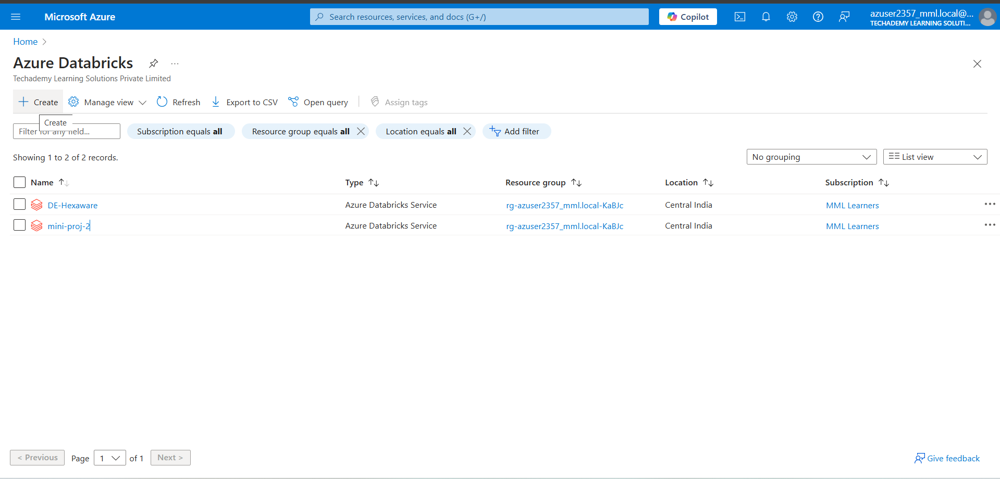 Microsoft Azure
Search resources, services, and docs (G+/)
Copilot
azuser2357_mml.local@...
TECHADEMY LEARNING SOLUTI...
Home >
Azure Databricks
...
Techademy Learning Solutions Private Limited
Create
Manage view
Refresh
Export to CSV
Open query
Assign tags
Create
Filter for any field...
Subscription equals all
Resource group equals all
Location equals all
Add filter
Showing 1 to 2 of 2 records.
No grouping
List view
Name
Type
Resource group
Location
Subscription
DE-Hexaware
Azure Databricks Service
rg-azuser2357_mml.local-KaBJc
Central India
MML Learners
mini-proj-2
Azure Databricks Service
rg-azuser2357_mml.local-KaBJc
Central India
MML Learners
< Previous
Page
1
of 1
Next >
Give feedback